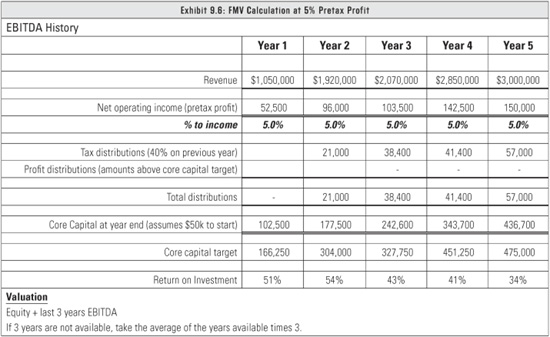 Exhibit 9.6: FMV Calculation at 5% Pretax Profit
EBITDA History
Year 1 Year 2 Year 3 Year 4 Year 5
Revenue $1,050,000 $1,920,000 $2,070,000 $2,850,000 $3,000,000
Net operating income (pretax profit) 52,500 96,000 103,500 142,500 150,000
% to income 5.0% 5.0% 5.0% 5.0% 5.0%
Tax distributions (40% on previous year) 21,000 38,400 41,400 57,000
Profit distributions (amounts above core capital target) - - -
Total distributions - 21,000 38,400 41,400 57,000
Core Capital at year end (assumes $50k to start) 102,500 177,500 242,600 343,700 436,700
Core capital target 166,250 304,000 327,750 451,250 475,000
Return on Investment 51% 54% 43% 41% 34%
Valuation
Equity + last 3 years EBITDA
If 3 years are not available, take the average of the years available times 3.